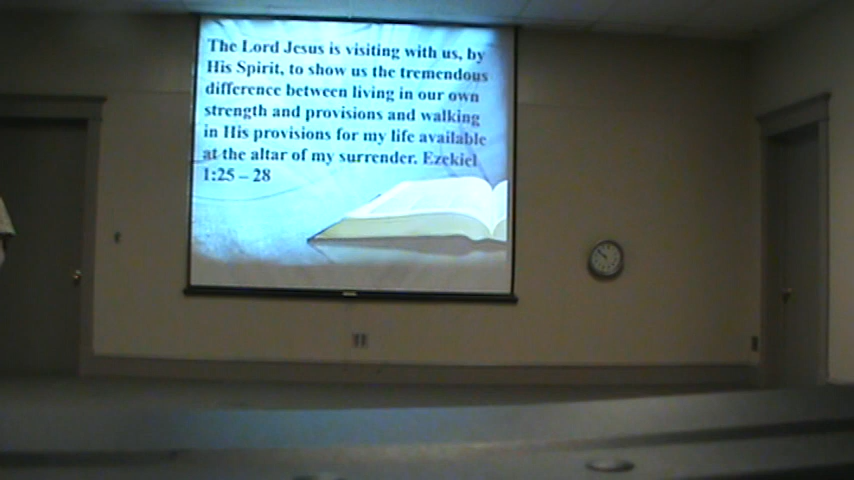 The Lord Jesus is visiting with us, by
His Spirit, to show us the tremendous
difference between living in our own
strength and provisions and walking
in His provisions for my life available
at the altar of my surrender. Ezekiel
1:25 – 28